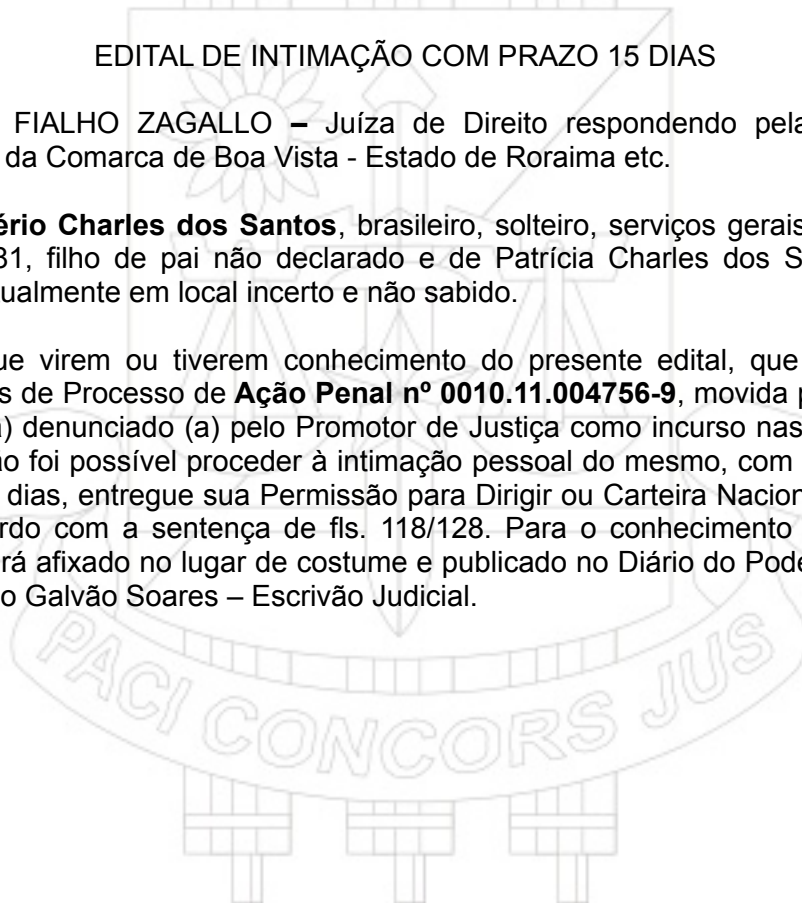 EDITAL DE INTIMAÇÃO COM PRAZO 15 DIAS
FIALHO ZAGALLO – Juíza de Direito respondendo pela
da Comarca de Boa Vista - Estado de Roraima etc.
ério Charles dos Santos, brasileiro, solteiro, serviços gerais
31, filho de pai não declarado e de Patrícia Charles dos S
tualmente em local incerto e não sabido.
ue virem ou tiverem conhecimento do presente edital, que
s de Processo de Ação Penal nº 0010.11.004756-9, movida p
a) denunciado (a) pelo Promotor de Justiça como incurso nas
ão foi possível proceder à intimação pessoal do mesmo, com
dias, entregue sua Permissão para Dirigir ou Carteira Nacion
rdo com a sentença de fls. 118/128. Para o conhecimento
rá afixado no lugar de costume e publicado no Diário do Pode
o Galvão Soares – Escrivão Judicial.
PACI CONCORS JUS